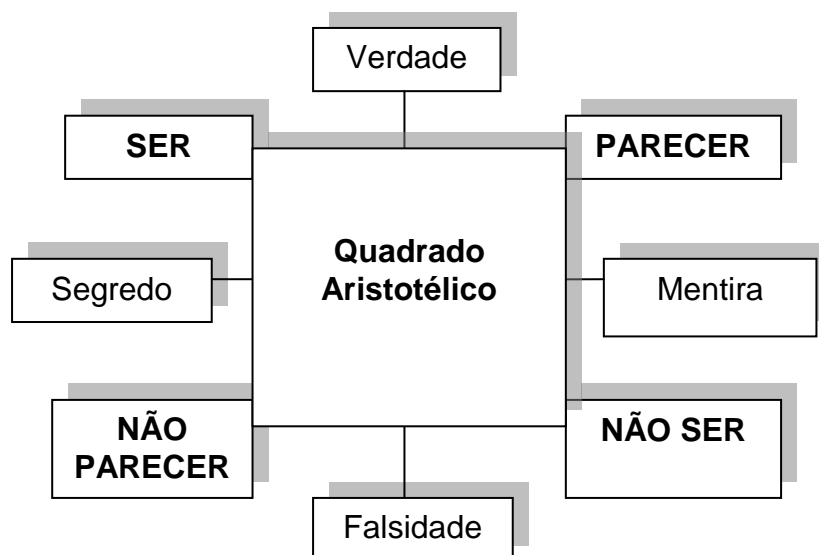 Verdade
SER
PARECER
Quadrado
Aristotélico
Segredo
Mentira
NÃO
PARECER
NÃO SER
Falsidade